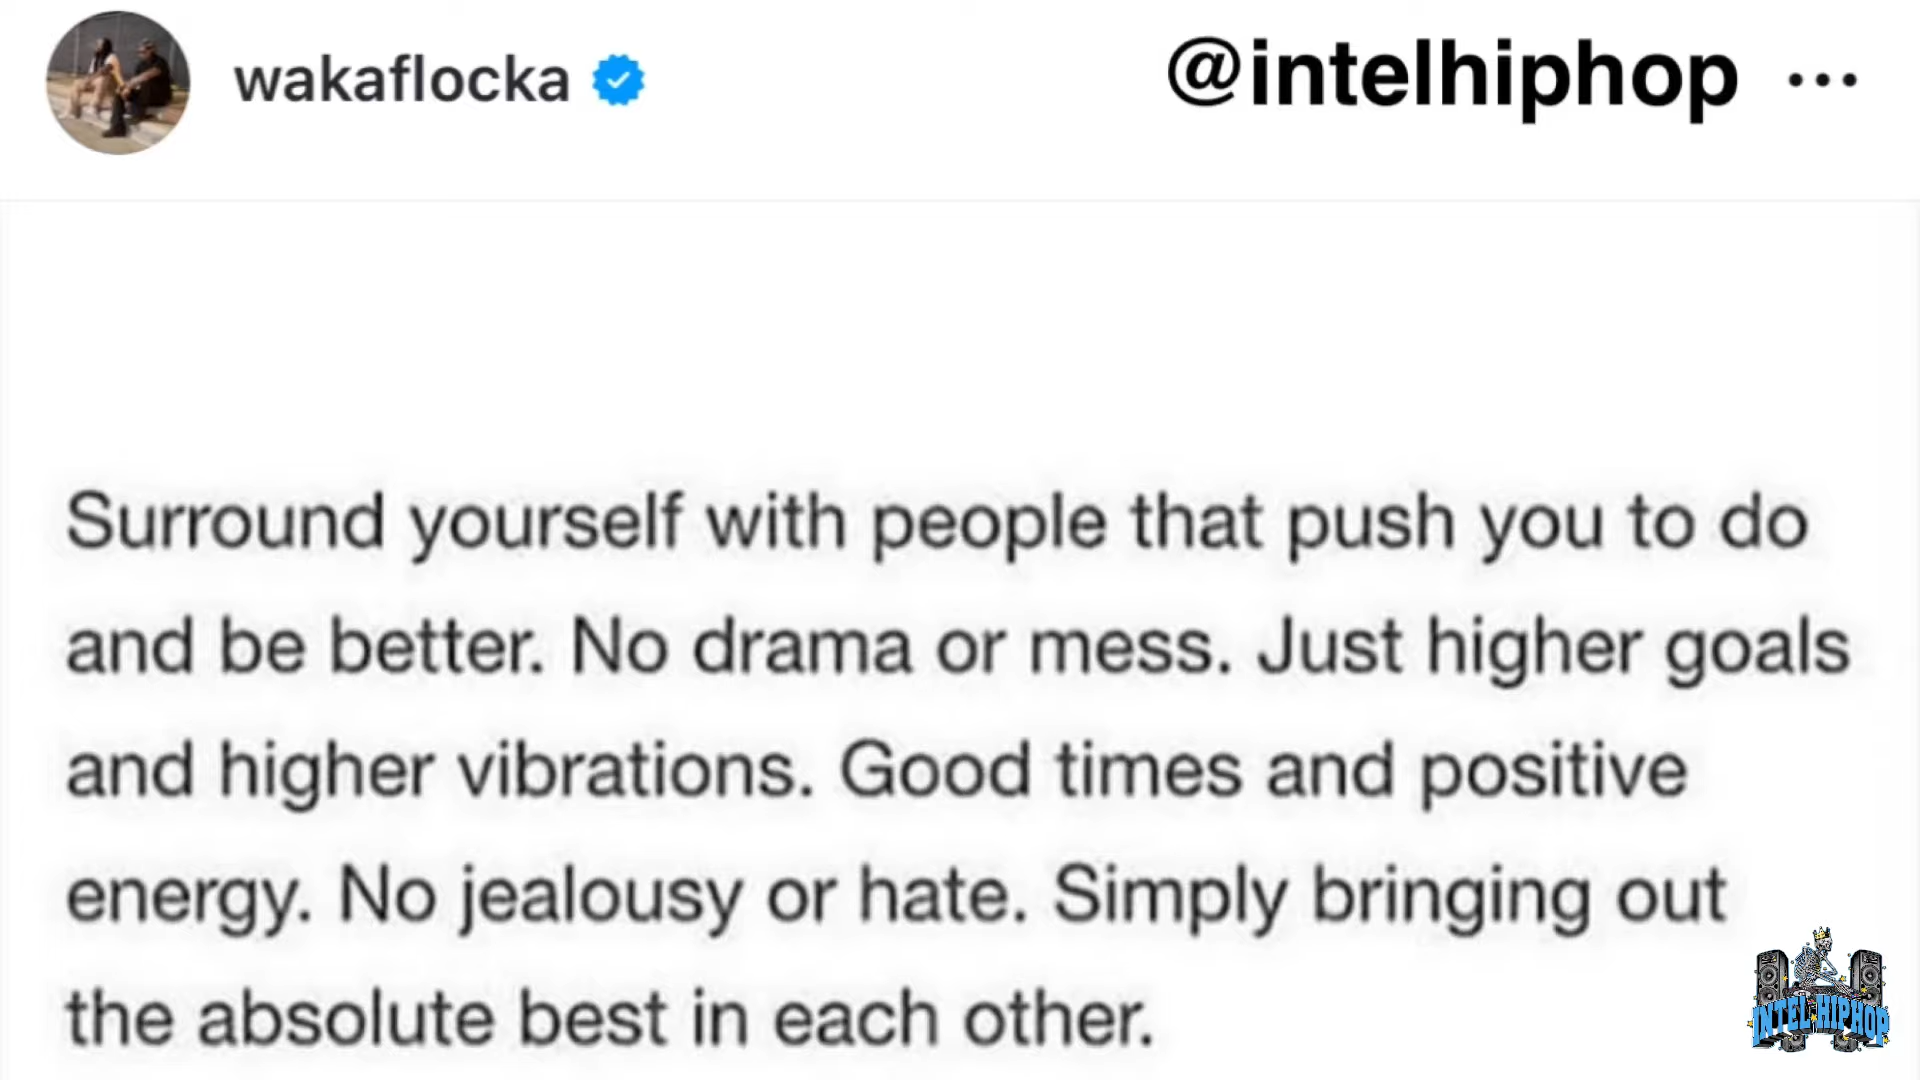 wakaflocka
@intelhiphop
Surround yourself with people that push you to do
and be better. No drama or mess. Just higher goals
and higher vibrations. Good times and positive
energy. No jealousy or hate. Simply bringing out
the absolute best in each other.
INTEL HIPHOP